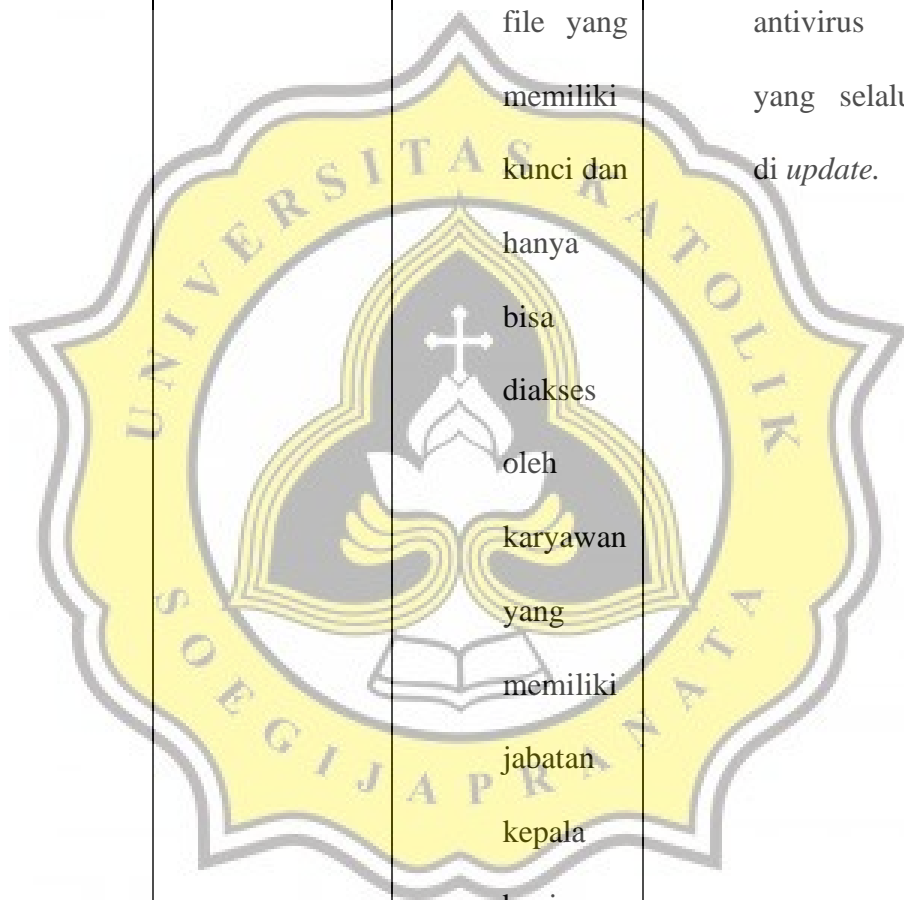 file yang
memiliki
kunci dan
hanya
bisa
diakses
oleh
karyawan
yang
memiliki
jabatan
kepala
antivirus
yang selalu
di update.
UNIVERSITAS KATOLIK
SOEGIJAPRANATA